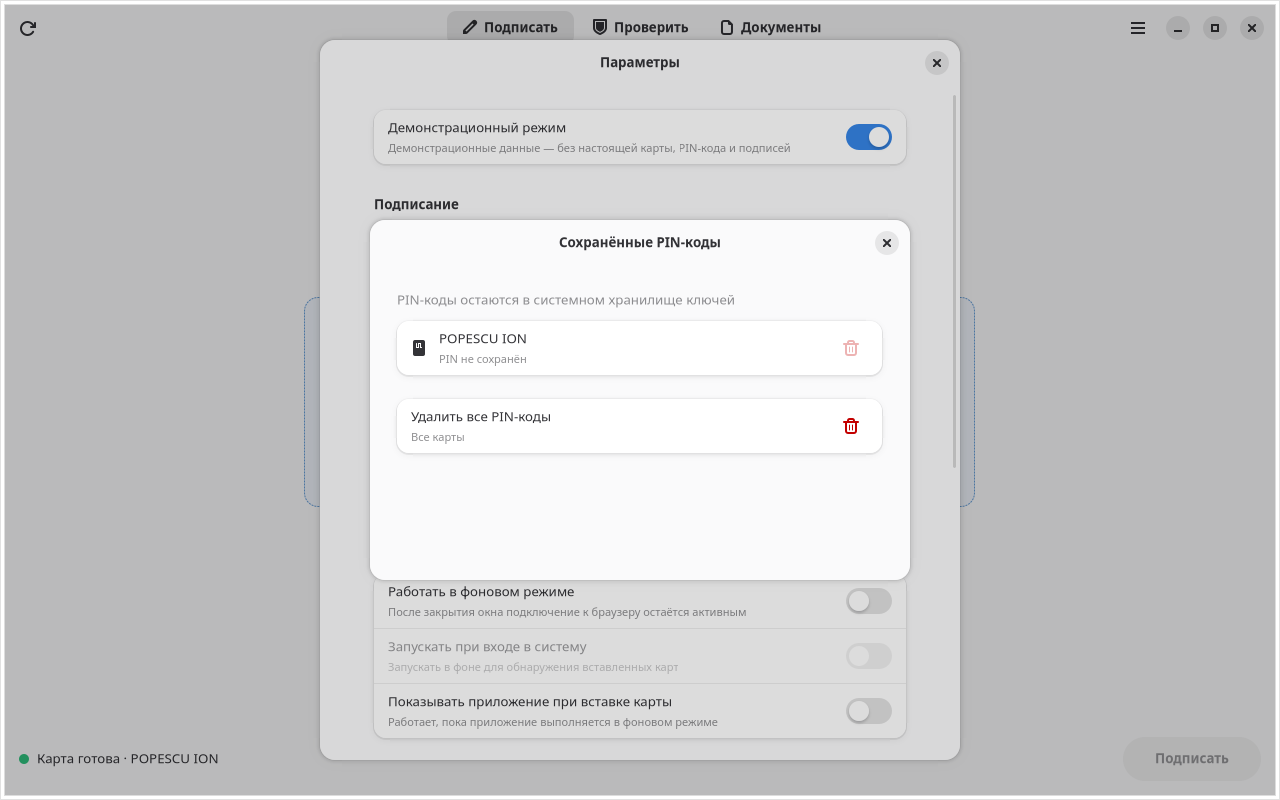 Подписать
Проверить
Документы
Параметры
Демонстрационный режим
Демонстрационные данные — без настоящей карты, PIN-кода и подписей
Подписание
Сохранённые PIN-коды
PIN-коды остаются в системном хранилище ключей
POPESCU ION
PIN не сохранён
Удалить все PIN-коды
Все карты
Работать в фоновом режиме
После закрытия окна подключение к браузеру остаётся активным
Запускать при входе в систему
Запускать в фоне для обнаружения вставленных карт
Показывать приложение при вставке карты
Работает, пока приложение выполняется в фоновом режиме
Карта готова · POPESCU ION
Подписать